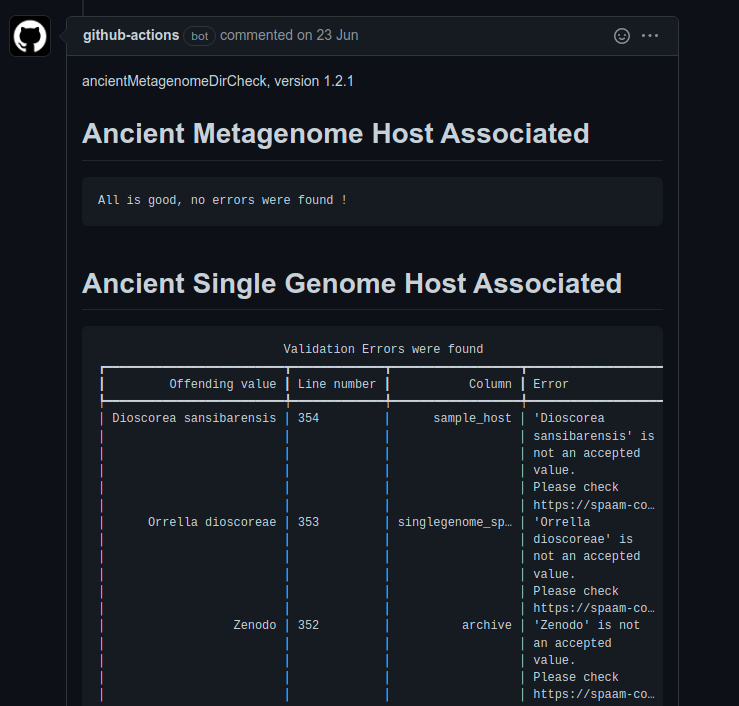 github-actions bot commented on 23 Jun
ancientMetagenomeDirCheck, version 1.2.1
Ancient Metagenome Host Associated
All is good, no errors were found !
Ancient Single Genome Host Associated
Validation Errors were found
Offending value Line number Column Error
Dioscorea sansibarensis 354 sample_host 'Dioscorea
sansibarensis' is
not an accepted
value.
Please check
https://spaam-co…
Orrella dioscoreae 353 singlegenome_sp… 'Orrella
dioscoreae' is
not an accepted
value.
Please check
https://spaam-co…
Zenodo 352 archive 'Zenodo' is not
an accepted
value.
Please check
https://spaam-co…